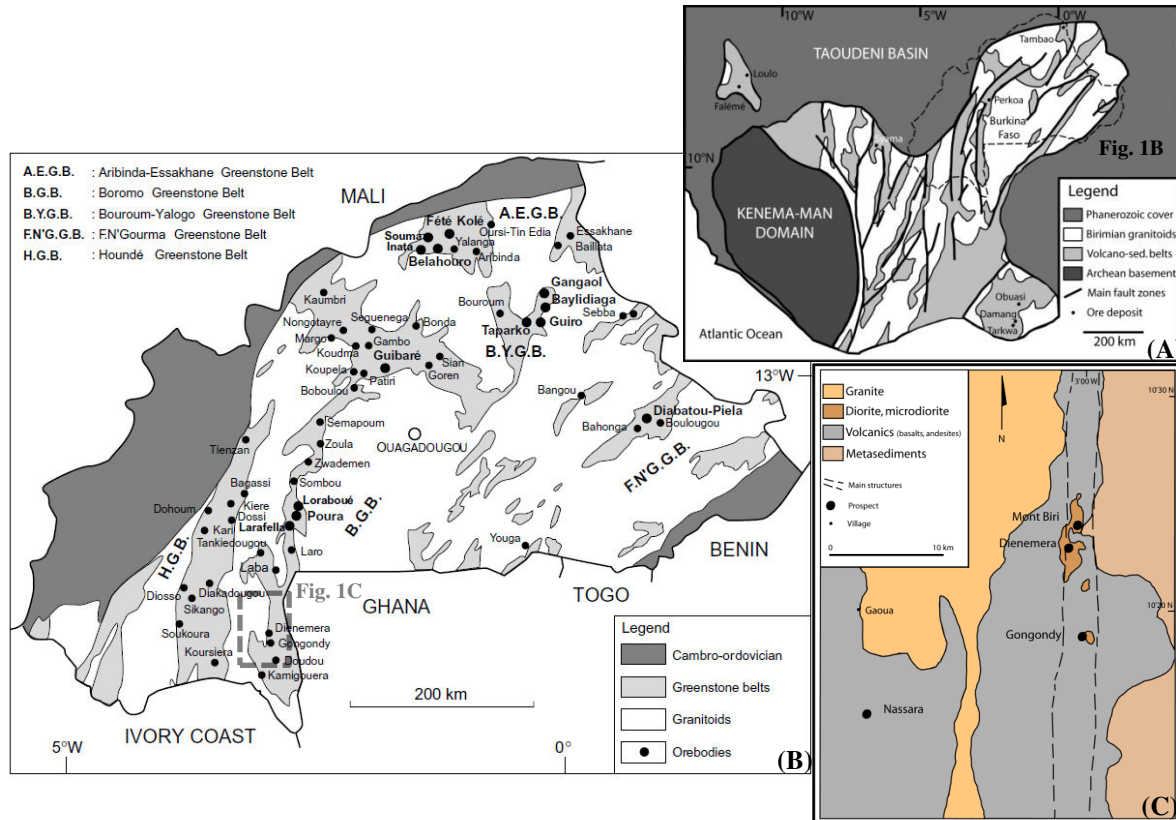 A.E.G.B. : Aribinda-Essakhane Greenstone Belt
B.G.B. : Boromo Greenstone Belt
B.Y.G.B. : Bouroum-Yalogo Greenstone Belt
F.N'G.G.B. : F.N'Gourma Greenstone Belt
H.G.B. : Houndé Greenstone Belt
MALI
A.E.G.B.
Fété Kolé
Oursi-Tin Edia
Essakhane
Souma
Inata
Yalanga
Baillata
Belahouro
Aribinda
Gangaol
Kaumbri
Bouroum
Baylidiaga
Seguenega
Bonda
Sebba
Nongotayre
Taparko
Guiro
Margo
Gambo
Koudma
Guibaré
B.Y.G.B.
Sian
Koupela
Goren
Patiri
Boboulou
Bangou
13°W
Diabatou-Piela
Semapoum
Bahonga
Boulougou
OUAGADOUGOU
Tienzan
Zoula
Zwademen
F.N'G.G.B.
Bagassi
Sombou
Dohoum
Kiere
Loraboué
Dossi
Poura
B.G.B.
Kari
Larafella
Tankiedougou
Laro
Youga
BENIN
H.G.B.
Laba
TOGO
Diosso
Diakadougou
Fig. 1C
GHANA
Sikango
Dienemera
Soukoura
Gongondy
Koursiera
Doudou
Kamigouera
200 km
IVORY COAST
5°W
0°
Legend
Cambro-ordovician
Greenstone belts
Granitoids
Orebodies
(B)
10°W
5°W
0°W
Tambao
TAOUDENI BASIN
Loulo
Falémé
Perkoa
Burkina
Faso
Syama
Fig. 1B
10°N
KENEMA-MAN
DOMAIN
Legend
Phanerozoic cover
Birimian granitoids
Volcano-sed. belts
Archean basement
Main fault zones
Ore deposit
Obuasi
Damang
Tarkwa
Atlantic Ocean
200 km
(A)
Granite
Diorite, microdiorite
Volcanics (basalts, andesites)
Metasediments
Main structures
Prospect
Village
0
10 km
N
3°00 W
10°30 N
Mont Biri
Dienemera
10°20 N
Gaoua
Gongondy
Nassara
(C)